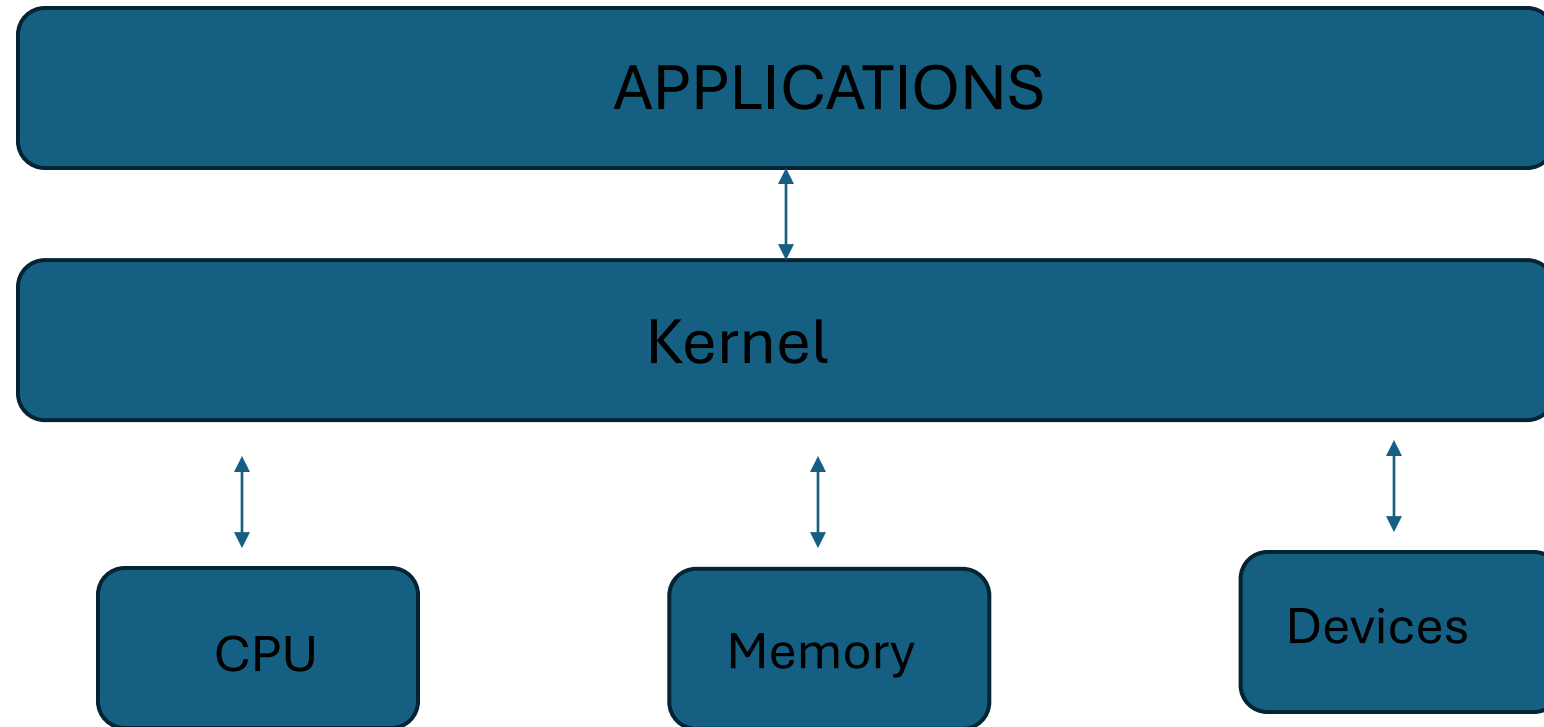 APPLICATIONS
Kernel
CPU
Memory
Devices